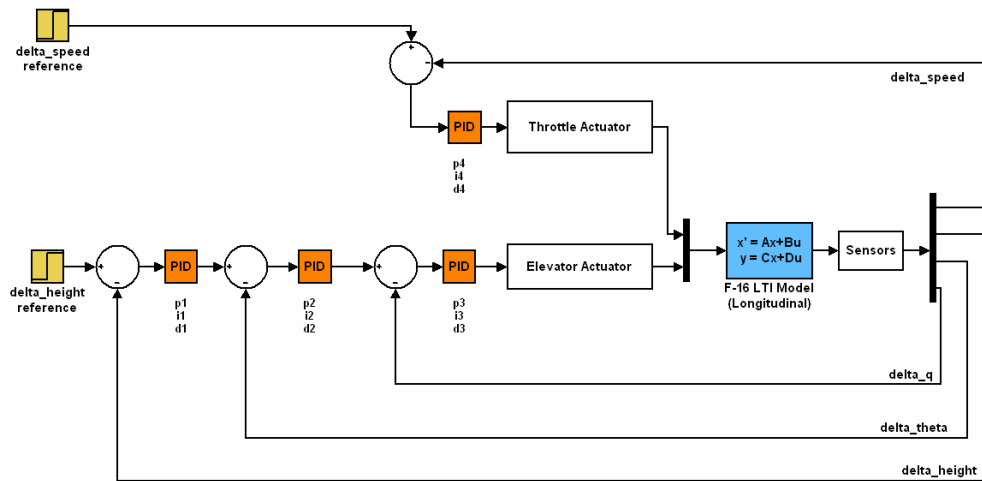 delta_speed
reference
+
-
delta_speed
PID
Throttle Actuator
p4
i4
d4
delta_height
reference
+
-
PID
p1
i1
d1
+
-
PID
p2
i2
d2
+
-
PID
p3
i3
d3
Elevator Actuator
x' = Ax+Bu
y = Cx+Du
F-16 LTI Model
(Longitudinal)
Sensors
delta_q
delta_theta
delta_height